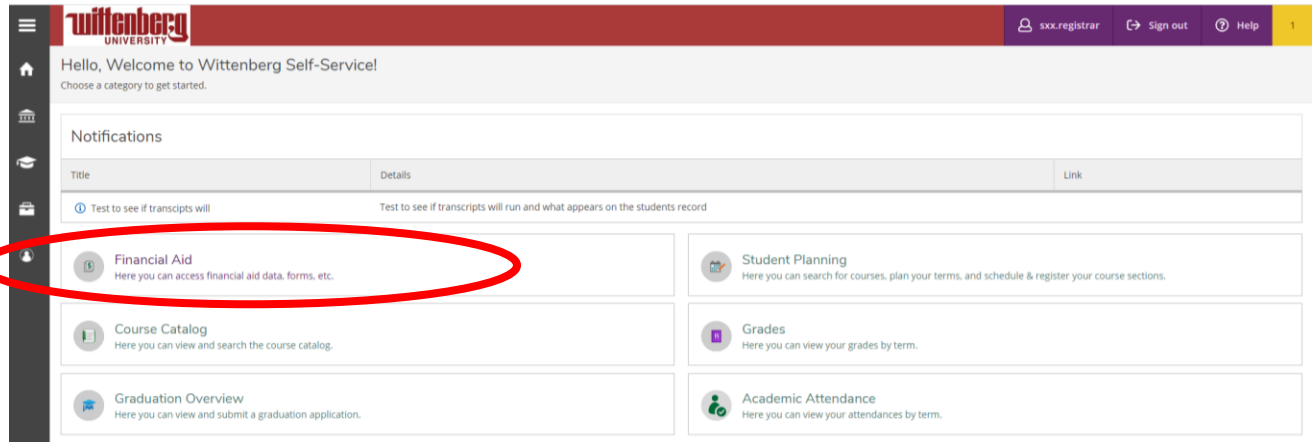 wittenberg
UNIVERSITY
sxx.registrar Sign out Help 1
Hello, Welcome to Wittenberg Self-Service!
Choose a category to get started.
Notifications
Title Details Link
Test to see if transcipts will Test to see if transcripts will run and what appears on the students record
Financial Aid
Here you can access financial aid data, forms, etc.
Student Planning
Here you can search for courses, plan your terms, and schedule & register your course sections.
Course Catalog
Here you can view and search the course catalog.
Grades
Here you can view your grades by term.
Graduation Overview
Here you can view and submit a graduation application.
Academic Attendance
Here you can view your attendances by term.